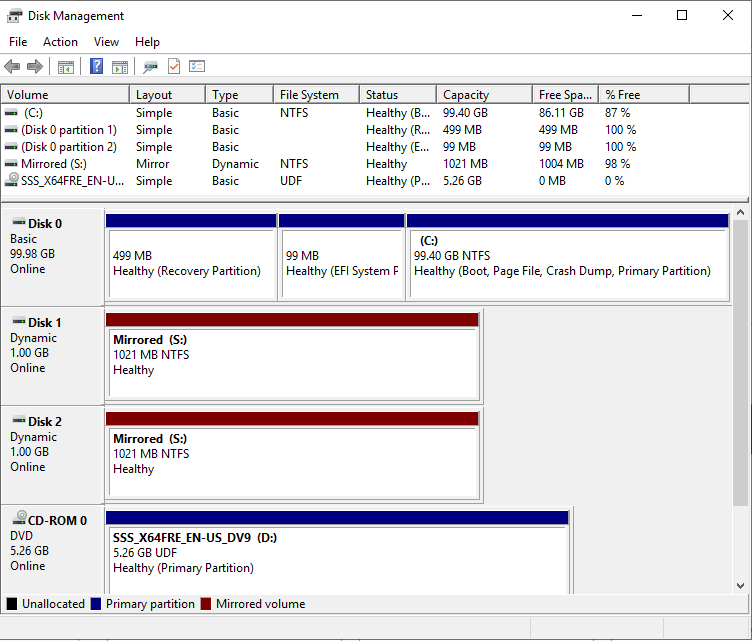 Disk Management
File Action View Help
Volume Layout Type File System Status Capacity Free Spa... % Free
(C:) Simple Basic NTFS Healthy (B... 99.40 GB 86.11 GB 87 %
(Disk 0 partition 1) Simple Basic Healthy (R... 499 MB 499 MB 100 %
(Disk 0 partition 2) Simple Basic Healthy (E... 99 MB 99 MB 100 %
Mirrored (S:) Mirror Dynamic NTFS Healthy 1021 MB 1004 MB 98 %
SSS_X64FRE_EN-U... Simple Basic UDF Healthy (P... 5.26 GB 0 MB 0 %
Disk 0
Basic
99.98 GB
Online
499 MB
Healthy (Recovery Partition)
99 MB
Healthy (EFI System P
(C:)
99.40 GB NTFS
Healthy (Boot, Page File, Crash Dump, Primary Partition)
Disk 1
Dynamic
1.00 GB
Online
Mirrored (S:)
1021 MB NTFS
Healthy
Disk 2
Dynamic
1.00 GB
Online
Mirrored (S:)
1021 MB NTFS
Healthy
CD-ROM 0
DVD
5.26 GB
Online
SSS_X64FRE_EN-US_DV9 (D:)
5.26 GB UDF
Healthy (Primary Partition)
Unallocated Primary partition Mirrored volume